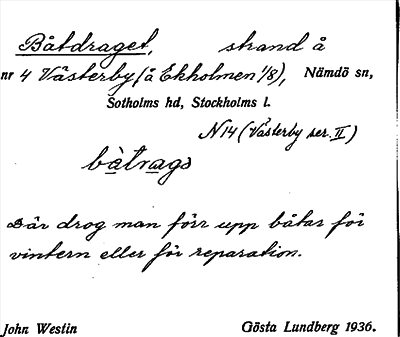 Båtdraget, strand å
nr 4 Västerby (å Ekholmen 1/8), Nämdö sn,
Sotholms hd, Stockholms l.
N14 (Västerby ser. II)
bàtrags
Där drog man förr upp båtar för
vintern eller för reparation.
John Westin Gösta Lundberg 1936.